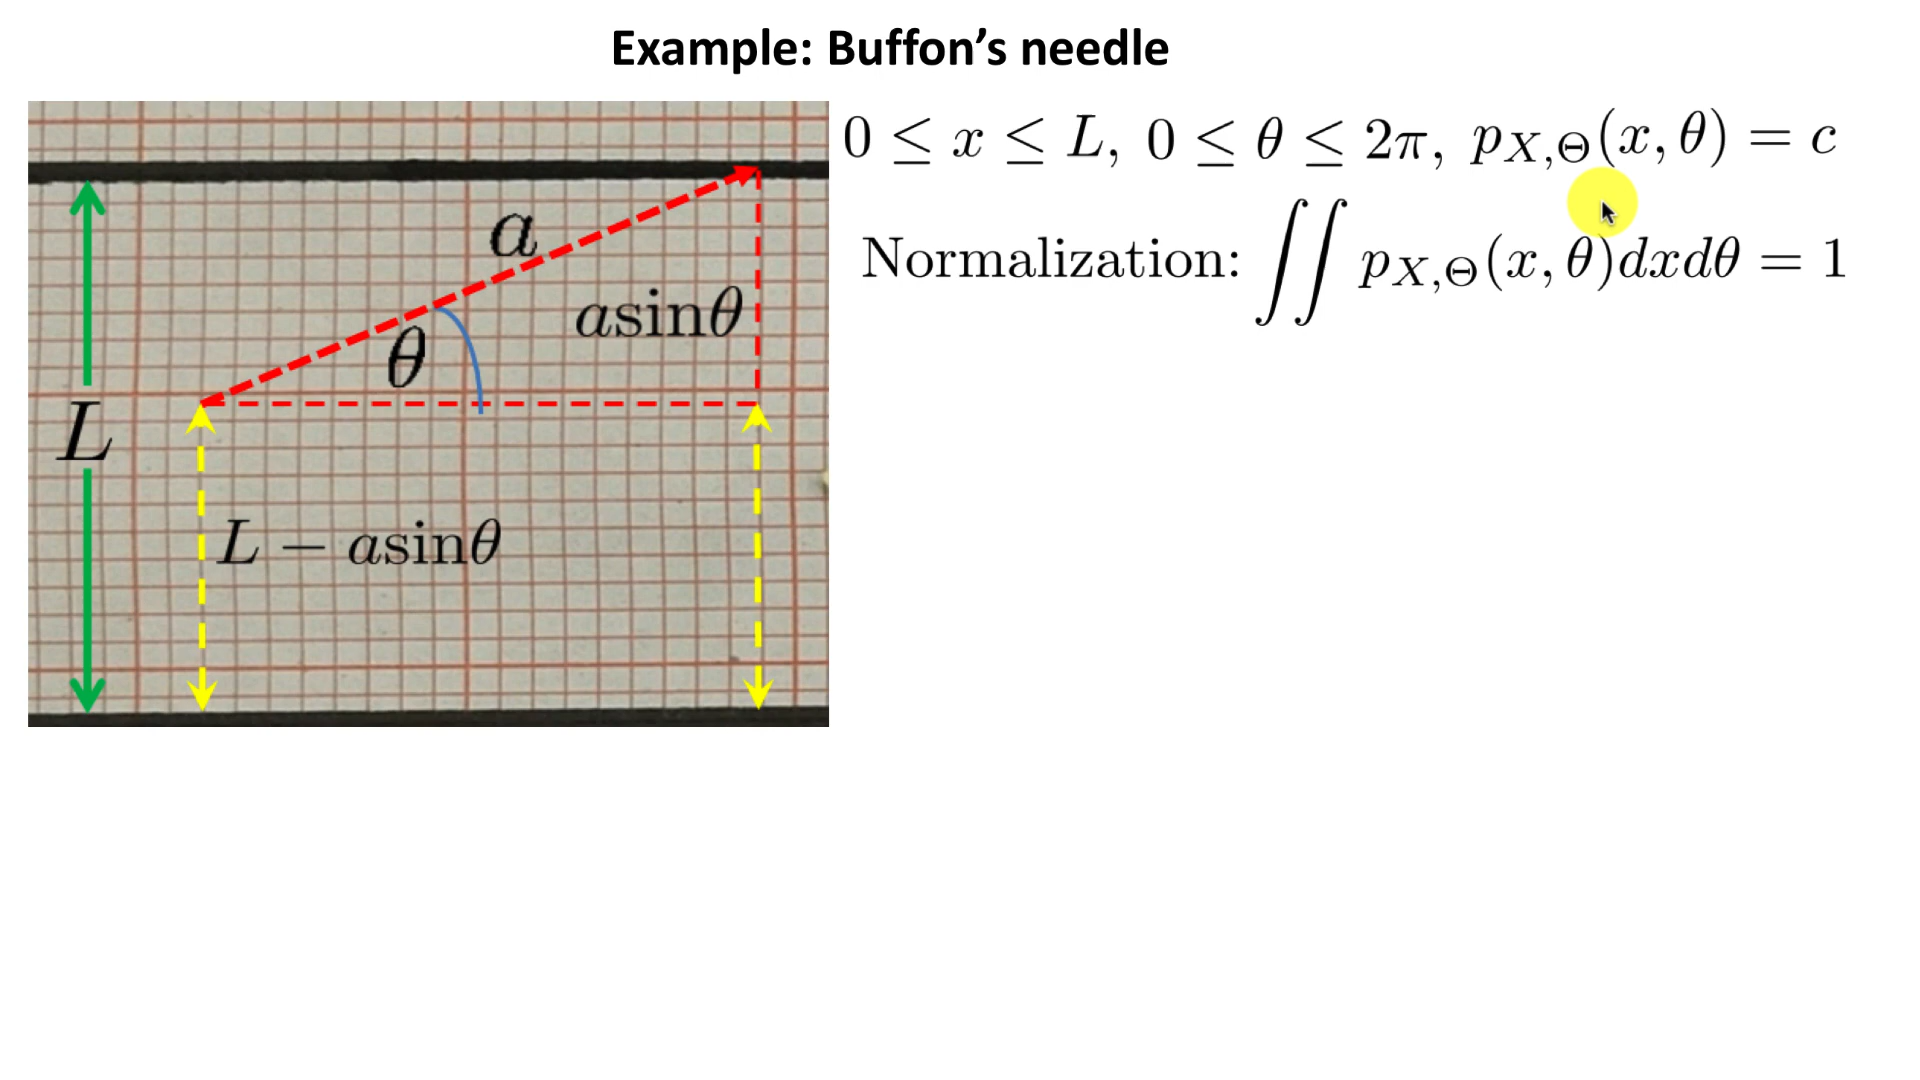 Example: Buffon's needle
0 ≤ x ≤ L, 0 ≤ θ ≤ 2π, p_{X,Θ}(x, θ) = c
Normalization: ∬ p_{X,Θ}(x, θ)dxdθ = 1
a
asinθ
θ
L
L − asinθ